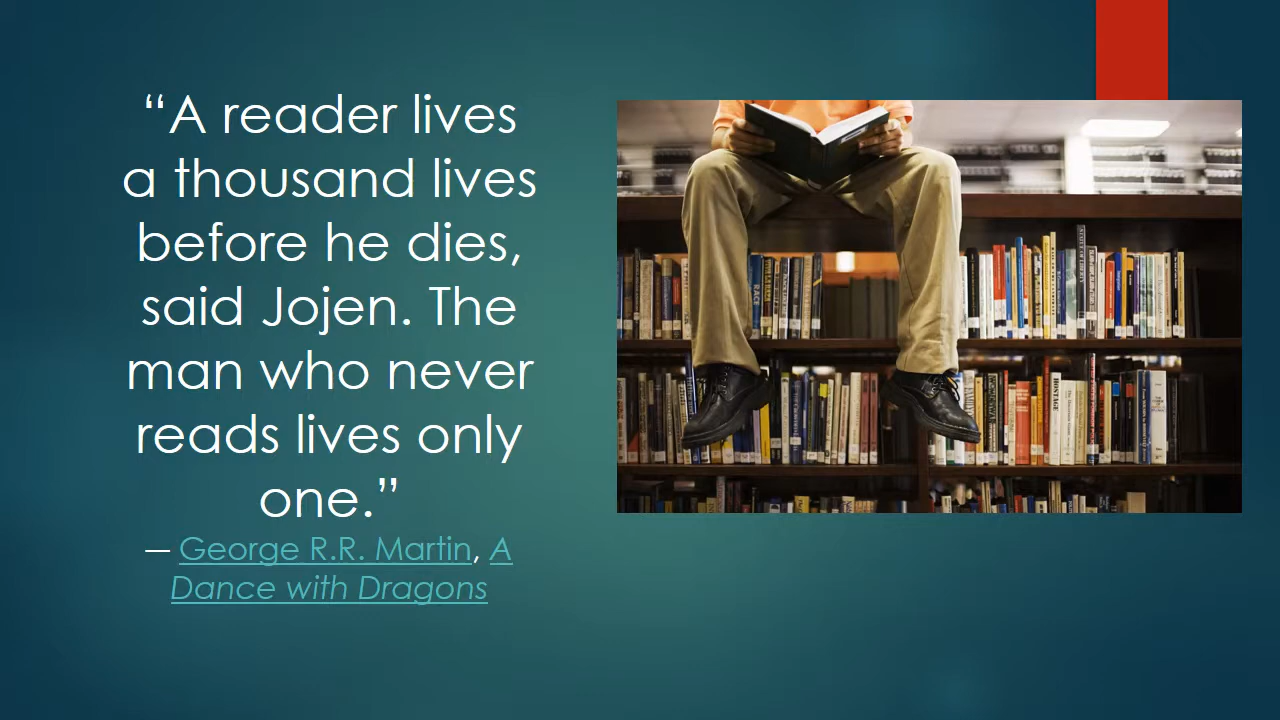 “A reader lives
a thousand lives
before he dies,
said Jojen. The
man who never
reads lives only
one.”
— George R.R. Martin, A
Dance with Dragons
HOSTAGE